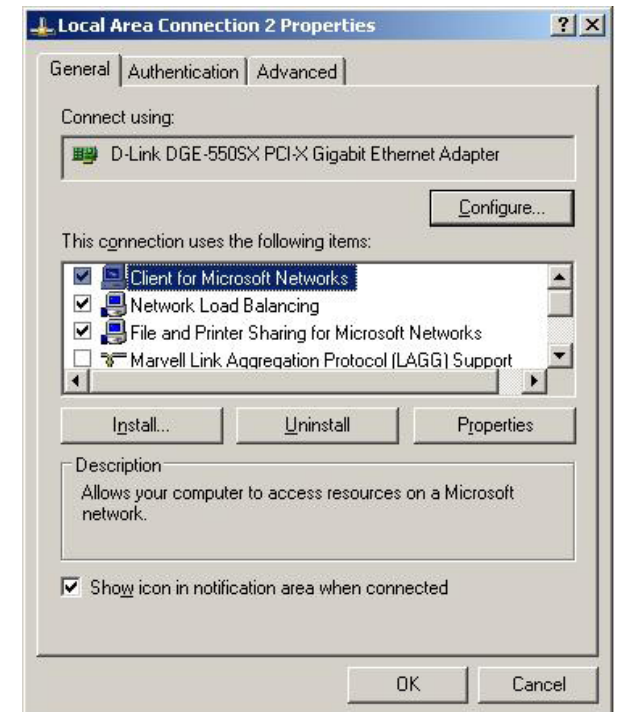 Local Area Connection 2 Properties
General Authentication Advanced
Connect using:
D-Link DGE-550SX PCI-X Gigabit Ethernet Adapter
Configure...
This connection uses the following items:
Client for Microsoft Networks
Network Load Balancing
File and Printer Sharing for Microsoft Networks
Marvell Link Aggregation Protocol (LAGG) Support
Install... Uninstall Properties
Description
Allows your computer to access resources on a Microsoft
network.
Show icon in notification area when connected
OK Cancel